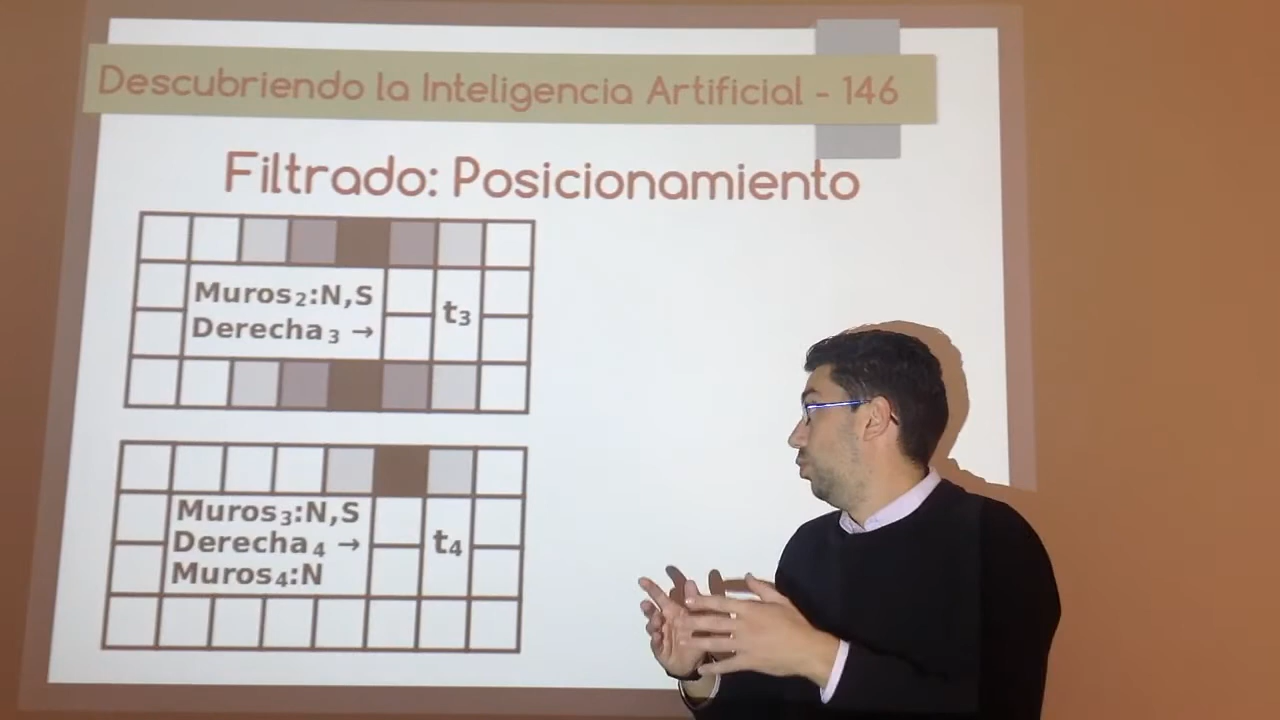 Descubriendo la Inteligencia Artificial - 146
Filtrado: Posicionamiento
Muros₂:N,S
Derecha₃ →
t₃
Muros₃:N,S
Derecha₄ →
Muros₄:N
t₄